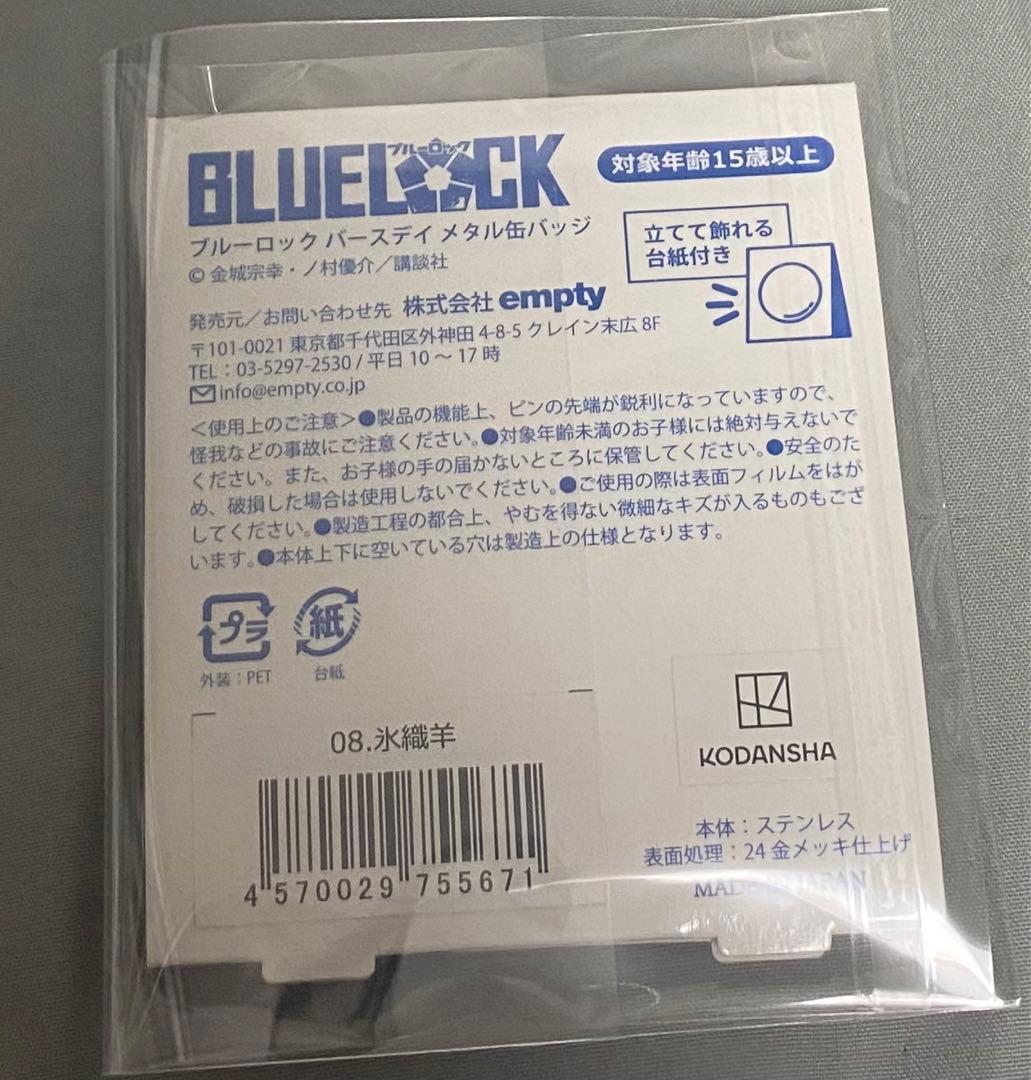 BLUELOCK
ブルーロック
対象年齢15歳以上
ブルーロック バースデイ メタル缶バッジ
© 金城宗幸・ノ村優介／講談社
立てて飾れる
台紙付き
発売元／お問い合わせ先 株式会社 empty
〒101-0021 東京都千代田区外神田 4-8-5 クレイン末広 8F
TEL：03-5297-2530 / 平日 10 〜 17 時
info@empty.co.jp
＜使用上のご注意＞●製品の機能上、ピンの先端が鋭利になっていますので、
怪我などの事故にご注意ください。●対象年齢未満のお子様には絶対与えないで
ください。また、お子様の手の届かないところに保管してください。●安全のた
め、破損した場合は使用しないでください。●ご使用の際は表面フィルムをはが
してください。●製造工程の都合上、やむを得ない微細なキズが入るものもござ
います。●本体上下に空いている穴は製造上の仕様となります。
プラ
紙
外装：PET
台紙
08.氷織羊
4 570029 755671
KODANSHA
本体：ステンレス
表面処理：24 金メッキ仕上げ
MADE IN JAPAN